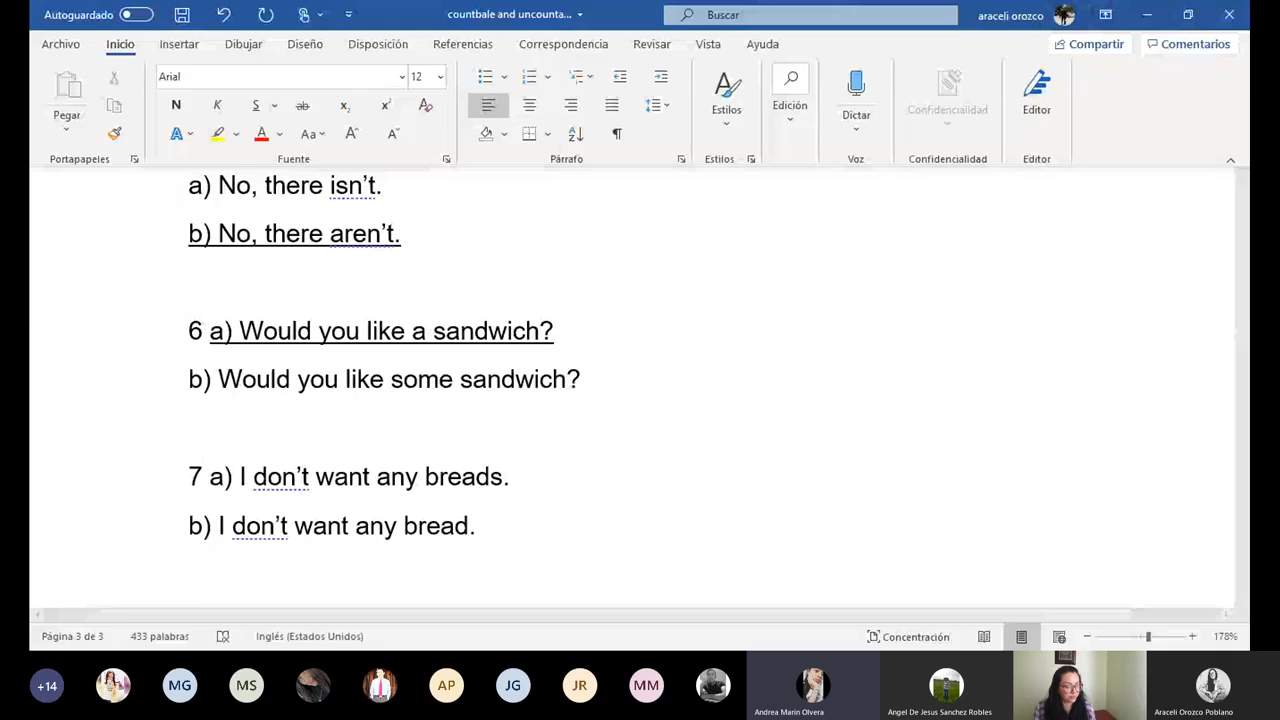 Autoguardado
countbale and uncounta...
Buscar
araceli orozco
Archivo Inicio Insertar Dibujar Diseño Disposición Referencias Correspondencia Revisar Vista Ayuda
Compartir Comentarios
Arial 12
N K S ab x₂ x² A
A A Aa A A
Pegar
Estilos
Edición
Dictar
Confidencialidad
Editor
Portapapeles Fuente Párrafo Estilos Voz Confidencialidad Editor
a) No, there isn’t.
b) No, there aren’t.
6 a) Would you like a sandwich?
b) Would you like some sandwich?
7 a) I don’t want any breads.
b) I don’t want any bread.
Página 3 de 3 433 palabras Inglés (Estados Unidos) Concentración 178%
+14 MG MS AP JG JR MM
Andrea Marin Olvera Angel De Jesus Sanchez Robles Araceli Orozco Poblano